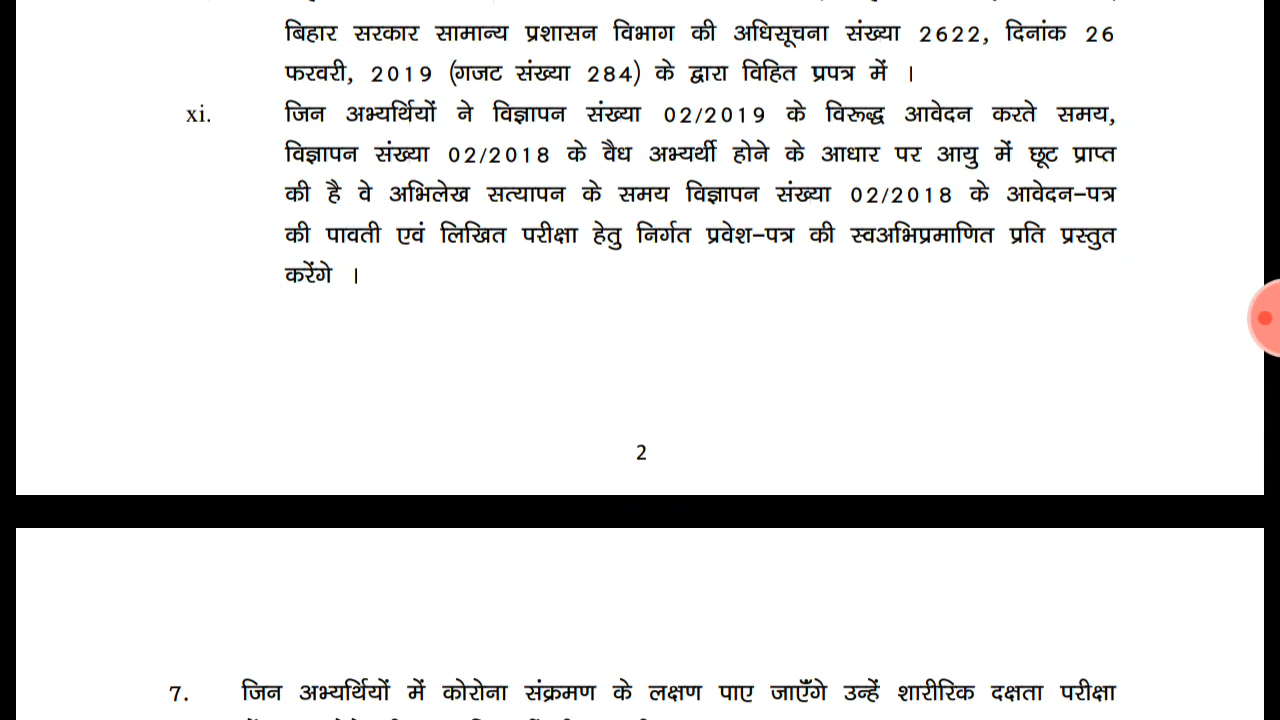 बिहार सरकार सामान्य प्रशासन विभाग की अधिसूचना संख्या 2622, दिनांक 26
फरवरी, 2019 (गजट संख्या 284) के द्वारा विहित प्रपत्र में ।
xi. जिन अभ्यर्थियों ने विज्ञापन संख्या 02/2019 के विरूद्ध आवेदन करते समय,
विज्ञापन संख्या 02/2018 के वैध अभ्यर्थी होने के आधार पर आयु में छूट प्राप्त
की है वे अभिलेख सत्यापन के समय विज्ञापन संख्या 02/2018 के आवेदन-पत्र
की पावती एवं लिखित परीक्षा हेतु निर्गत प्रवेश-पत्र की स्वअभिप्रमाणित प्रति प्रस्तुत
करेंगे ।
2
7. जिन अभ्यर्थियों में कोरोना संक्रमण के लक्षण पाए जाएँगे उन्हें शारीरिक दक्षता परीक्षा